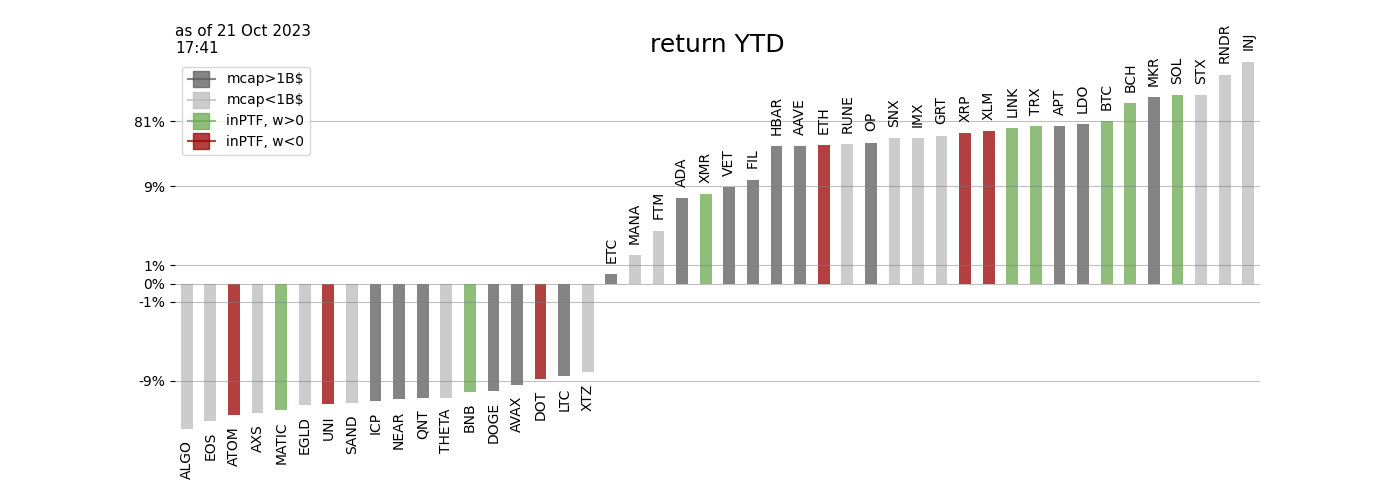 as of 21 Oct 2023
17:41
return YTD
mcap>1B$
mcap<1B$
inPTF, w>0
inPTF, w<0
81%
9%
1%
0%
-1%
-9%
ALGO
EOS
ATOM
AXS
MATIC
EGLD
UNI
SAND
ICP
NEAR
QNT
THETA
BNB
DOGE
AVAX
DOT
LTC
XTZ
ETC
MANA
FTM
ADA
XMR
VET
FIL
HBAR
AAVE
ETH
RUNE
OP
SNX
IMX
GRT
XRP
XLM
LINK
TRX
APT
LDO
BTC
BCH
MKR
SOL
STX
RNDR
INJ